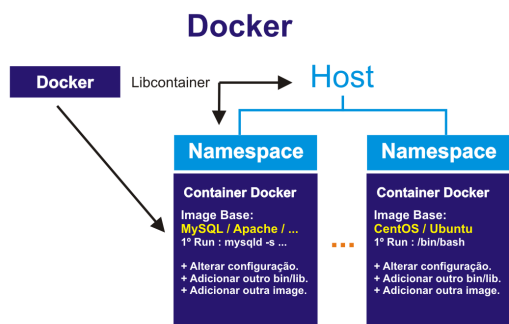 Docker
Docker
Libcontainer
Host
Namespace
Container Docker
Image Base:
MySQL / Apache / ...
1º Run : mysqld -s ...
+ Alterar configuração.
+ Adicionar outro bin/lib.
+ Adicionar outra image.
...
Namespace
Container Docker
Image Base:
CentOS / Ubuntu
1º Run : /bin/bash
+ Alterar configuração.
+ Adicionar outro bin/lib.
+ Adicionar outra image.